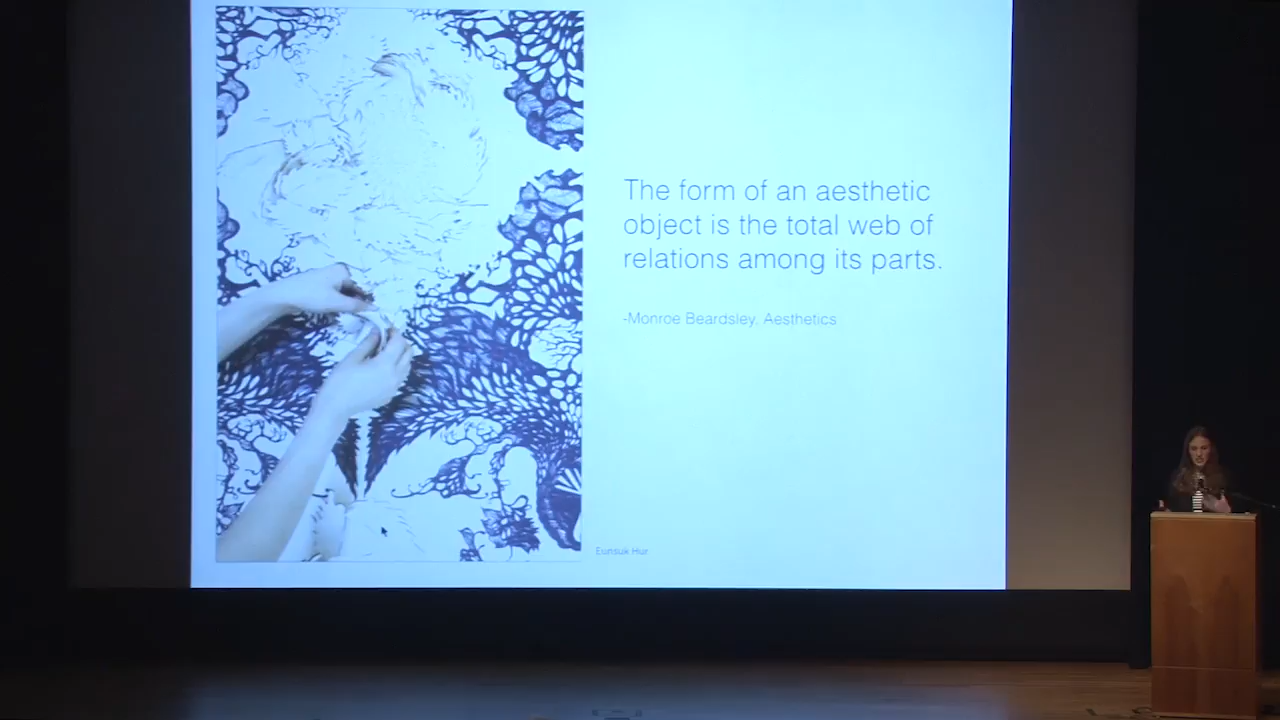 The form of an aesthetic
object is the total web of
relations among its parts.
-Monroe Beardsley, Aesthetics
Eunsuk Hur